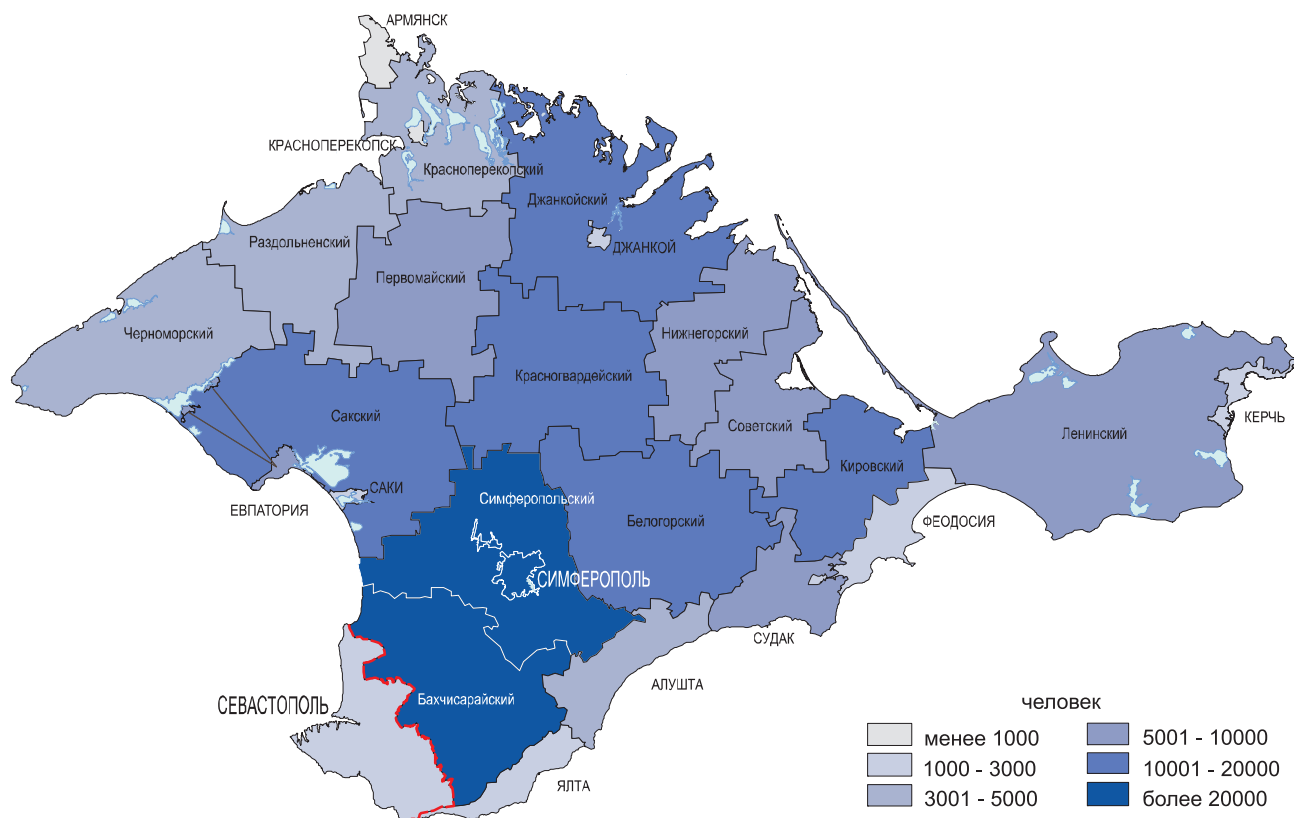 АРМЯНСК
КРАСНОПЕРЕКОПСК
Красноперекопский
Джанкойский
Раздольненский
ДЖАНКОЙ
Первомайский
Черноморский
Нижнегорский
Красногвардейский
Сакский
Советский
КЕРЧЬ
Ленинский
Кировский
САКИ
ЕВПАТОРИЯ
Симферопольский
Белогорский
ФЕОДОСИЯ
СИМФЕРОПОЛЬ
СУДАК
АЛУШТА
СЕВАСТОПОЛЬ
Бахчисарайский
ЯЛТА
человек
менее 1000
1000 - 3000
3001 - 5000
5001 - 10000
10001 - 20000
более 20000